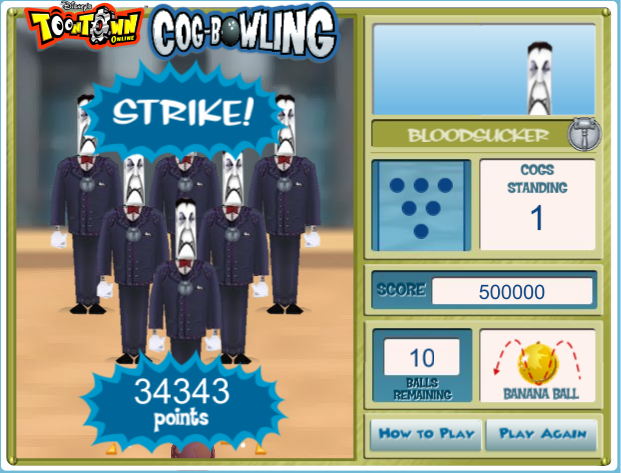 Disney's
TOONTOWN
ONLINE
COG-BOWLING
STRIKE!
BLOODSUCKER
COGS
STANDING
1
SCORE 500000
34343
points
10
BALLS
REMAINING
BANANA BALL
HOW TO PLAY
PLAY AGAIN